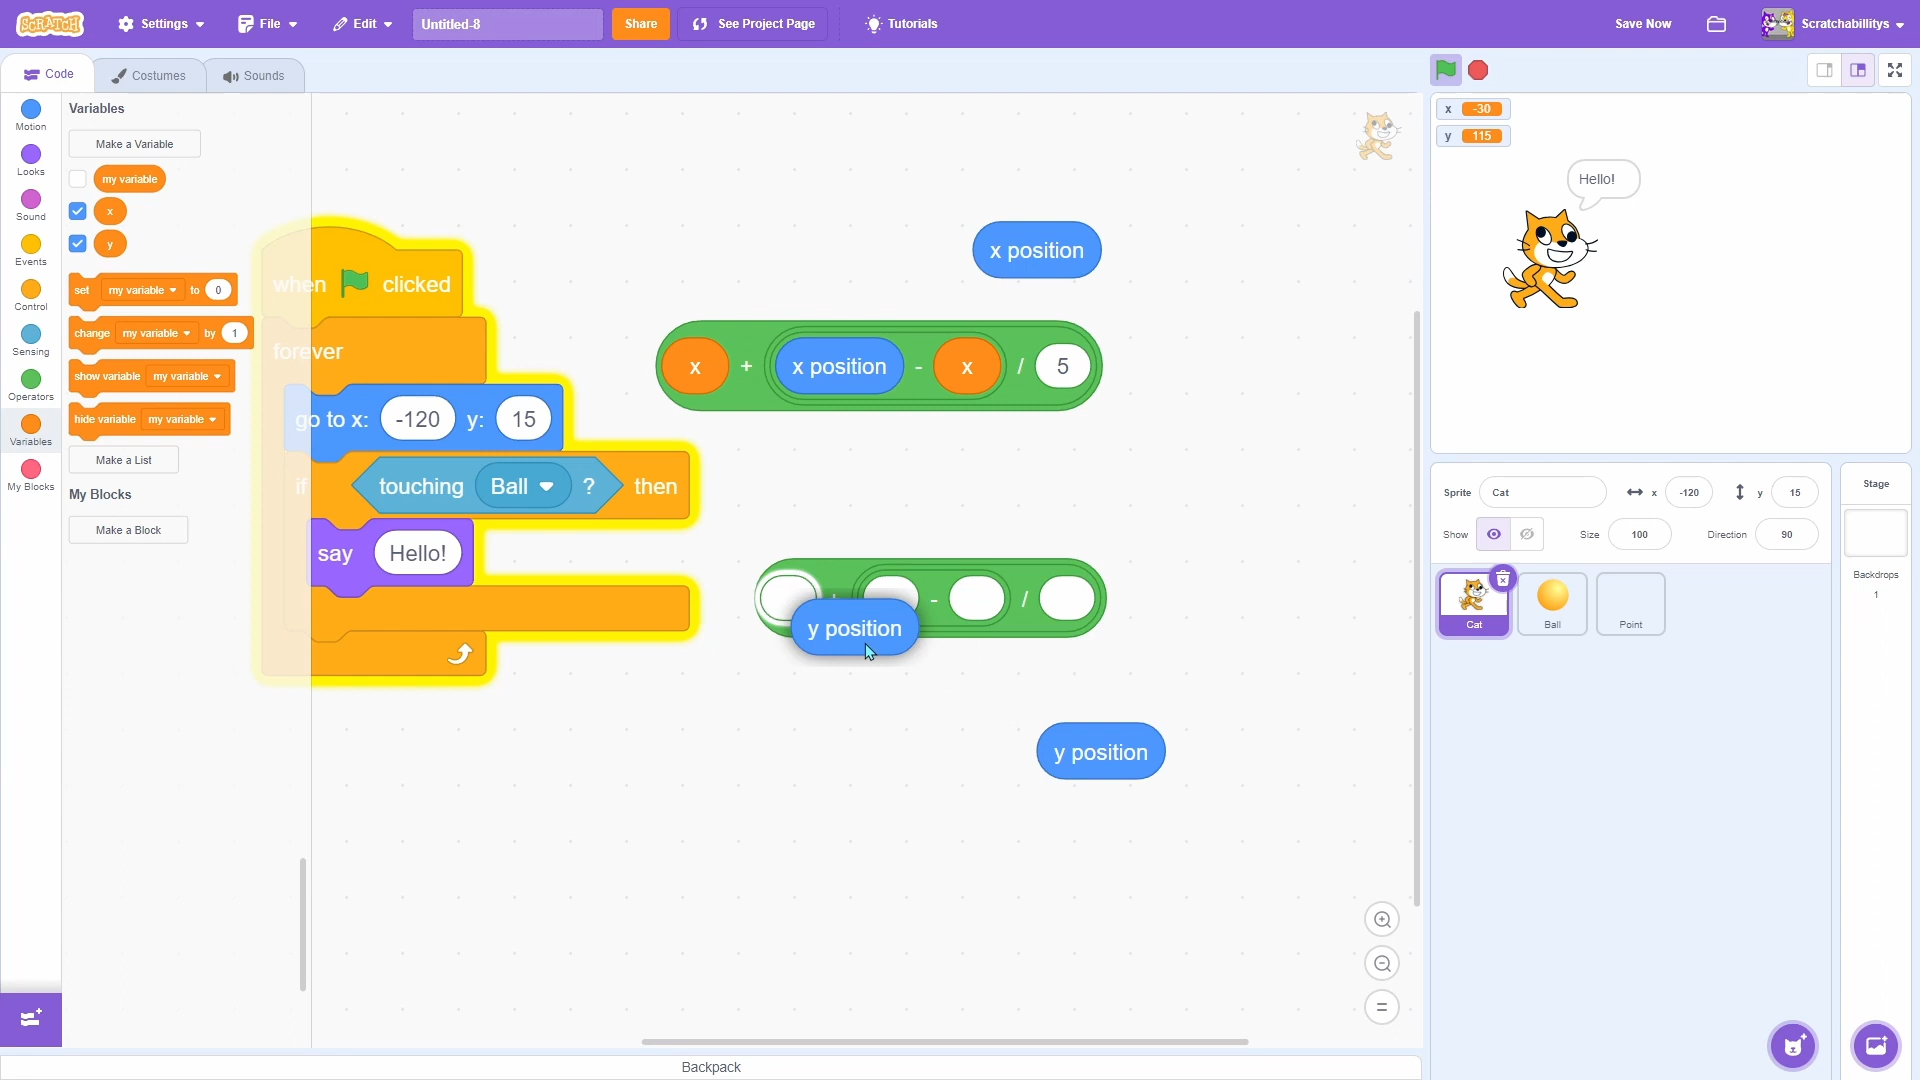 SCRATCH Settings File Edit Untitled-8 Share See Project Page Tutorials Save Now Scratchabillitys
Code Costumes Sounds
Motion
Looks
Sound
Events
Control
Sensing
Operators
Variables
My Blocks
Variables
Make a Variable
my variable
x
y
set my variable to 0
change my variable by 1
show variable my variable
hide variable my variable
Make a List
My Blocks
Make a Block
when clicked
forever
go to x: -120 y: 15
if touching Ball ? then
say Hello!
x position
x + x position - x / 5
- /
y position
y position
x -30
y 115
Hello!
Sprite Cat x -120 y 15
Show Size 100 Direction 90
Cat
Ball
Point
Stage
Backdrops
1
Backpack